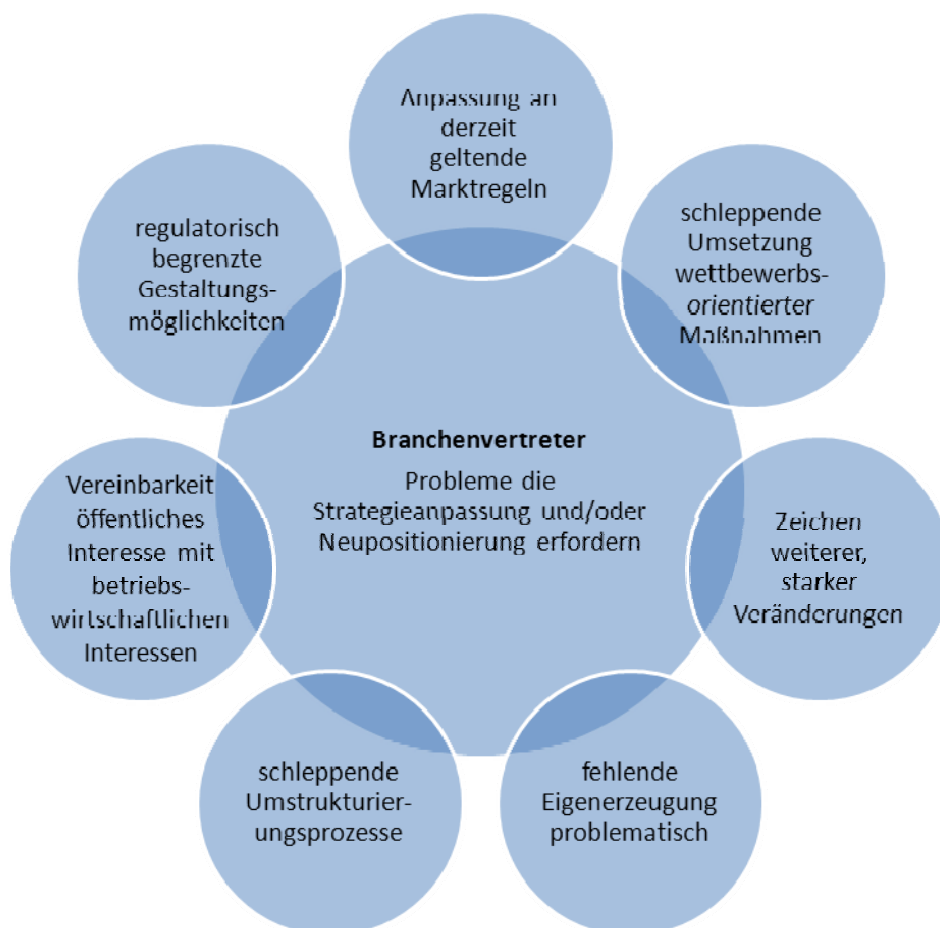 Anpassung an
derzeit
geltende
Marktregeln
schleppende
Umsetzung
wettbewerbs-
orientierter
Maßnahmen
Zeichen
weiterer,
starker
Veränderungen
fehlende
Eigenerzeugung
problematisch
schleppende
Umstrukturier-
ungsprozesse
Vereinbarkeit
öffentliches
Interesse mit
betriebs-
wirtschaftlichen
Interessen
regulatorisch
begrenzte
Gestaltungs-
möglichkeiten
Branchenvertreter
Probleme die
Strategieanpassung und/oder
Neupositionierung erfordern